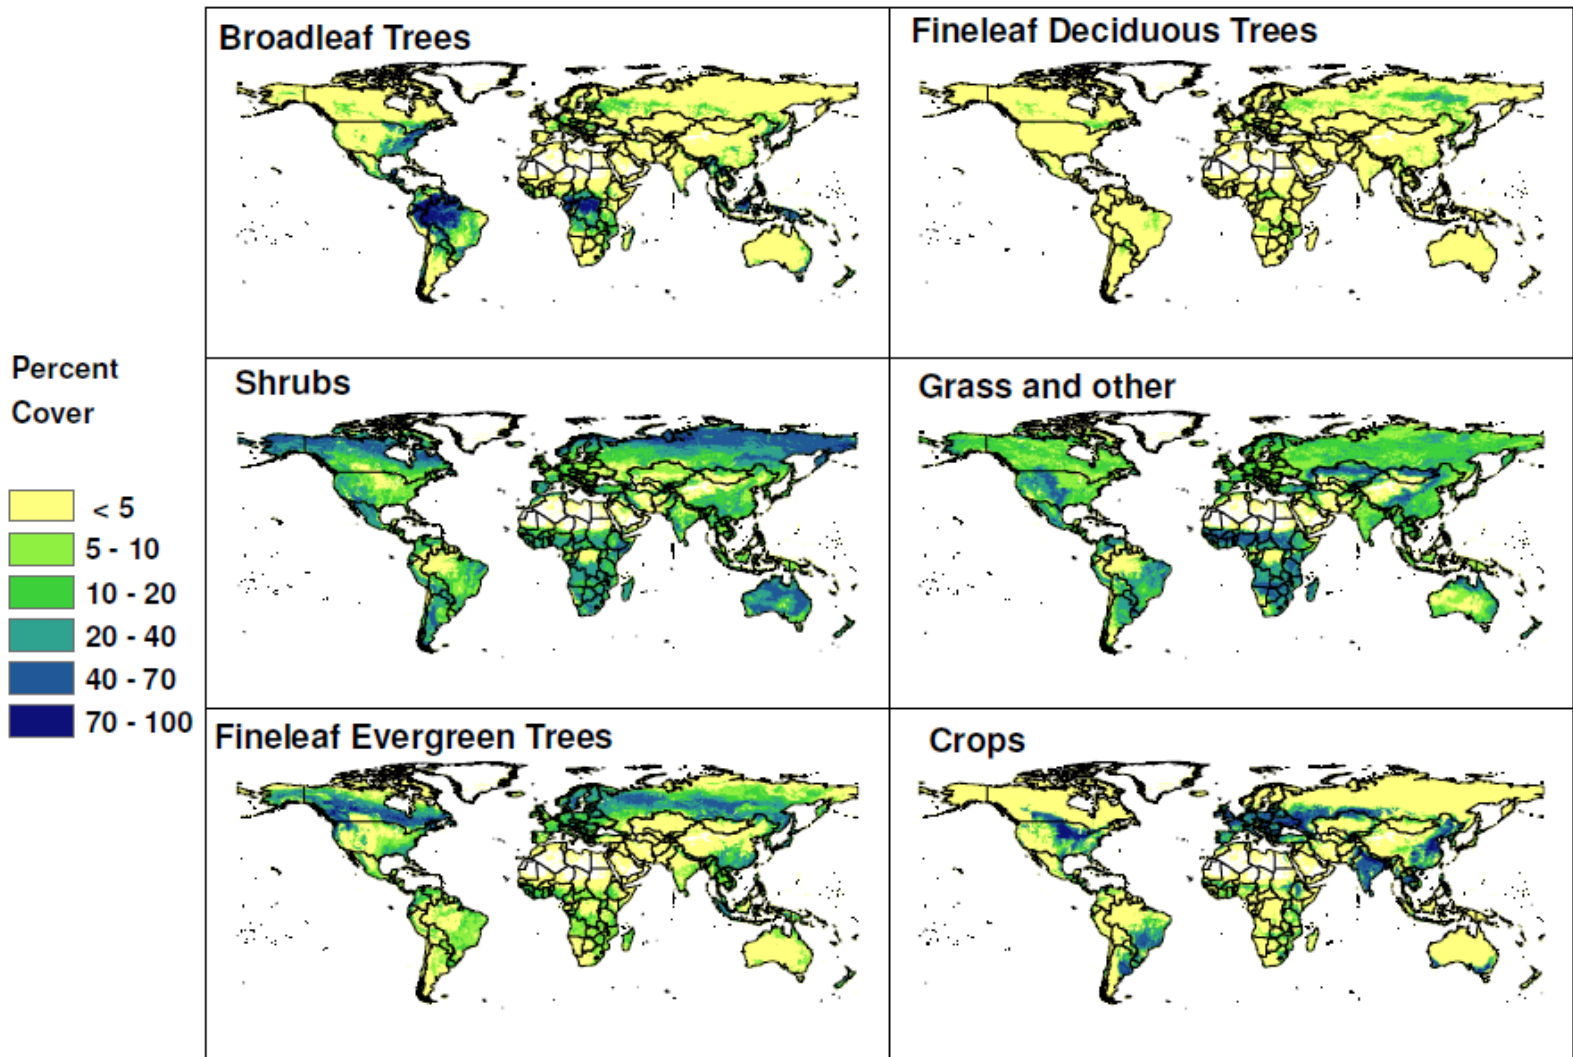 Broadleaf Trees
Fineleaf Deciduous Trees
Percent
Cover
< 5
5 - 10
10 - 20
20 - 40
40 - 70
70 - 100
Shrubs
Grass and other
Fineleaf Evergreen Trees
Crops